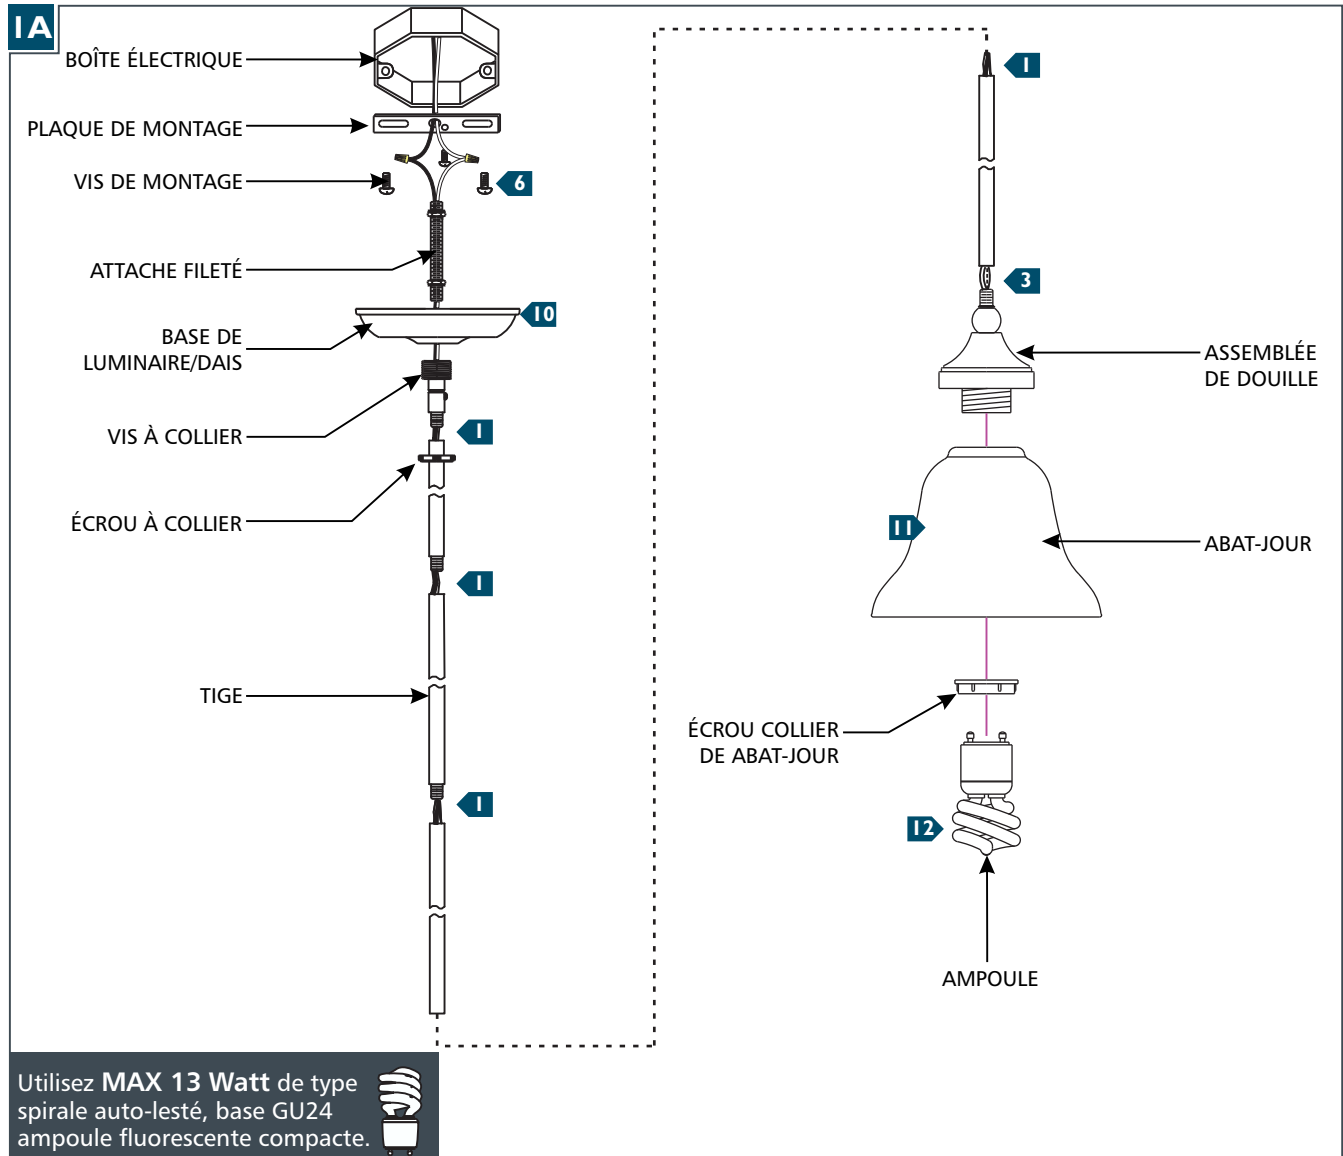 1A
BOÎTE ÉLECTRIQUE
PLAQUE DE MONTAGE
VIS DE MONTAGE
6
ATTACHE FILETÉ
10
BASE DE
LUMINAIRE/DAIS
VIS À COLLIER
1
ÉCROU À COLLIER
1
TIGE
1
1
3
ASSEMBLÉE
DE DOUILLE
11
ABAT-JOUR
ÉCROU COLLIER
DE ABAT-JOUR
12
AMPOULE
Utilisez MAX 13 Watt de type
spirale auto-lesté, base GU24
ampoule fluorescente compacte.